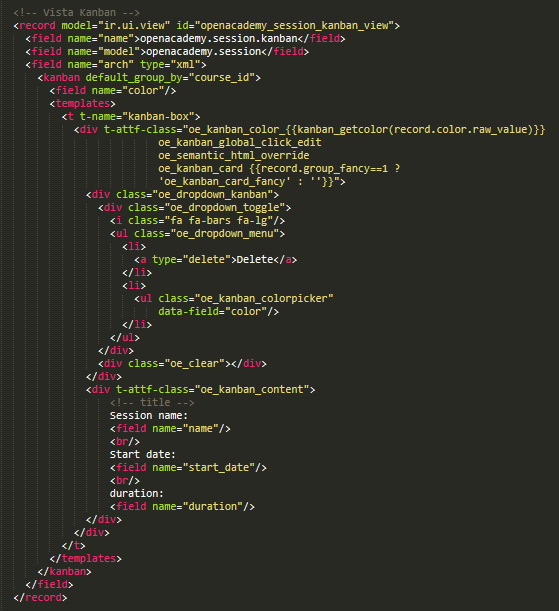 <!-- Vista Kanban -->
<record model="ir.ui.view" id="openacademy_session_kanban_view">
<field name="name">openacademy.session.kanban</field>
<field name="model">openacademy.session</field>
<field name="arch" type="xml">
<kanban default_group_by="course_id">
<field name="color"/>
<templates>
<t t-name="kanban-box">
<div t-attf-class="oe_kanban_color_{{kanban_getcolor(record.color.raw_value)}}
oe_kanban_global_click_edit
oe_semantic_html_override
oe_kanban_card {{record.group_fancy==1 ?
'oe_kanban_card_fancy' : ''}}">
<div class="oe_dropdown_kanban">
<div class="oe_dropdown_toggle">
<i class="fa fa-bars fa-lg"/>
<ul class="oe_dropdown_menu">
<li>
<a type="delete">Delete</a>
</li>
<li>
<ul class="oe_kanban_colorpicker"
data-field="color"/>
</li>
</ul>
</div>
<div class="oe_clear"></div>
</div>
<div t-attf-class="oe_kanban_content">
<!-- title -->
Session name:
<field name="name"/>
<br/>
Start date:
<field name="start_date"/>
<br/>
duration:
<field name="duration"/>
</div>
</div>
</t>
</templates>
</kanban>
</field>
</record>